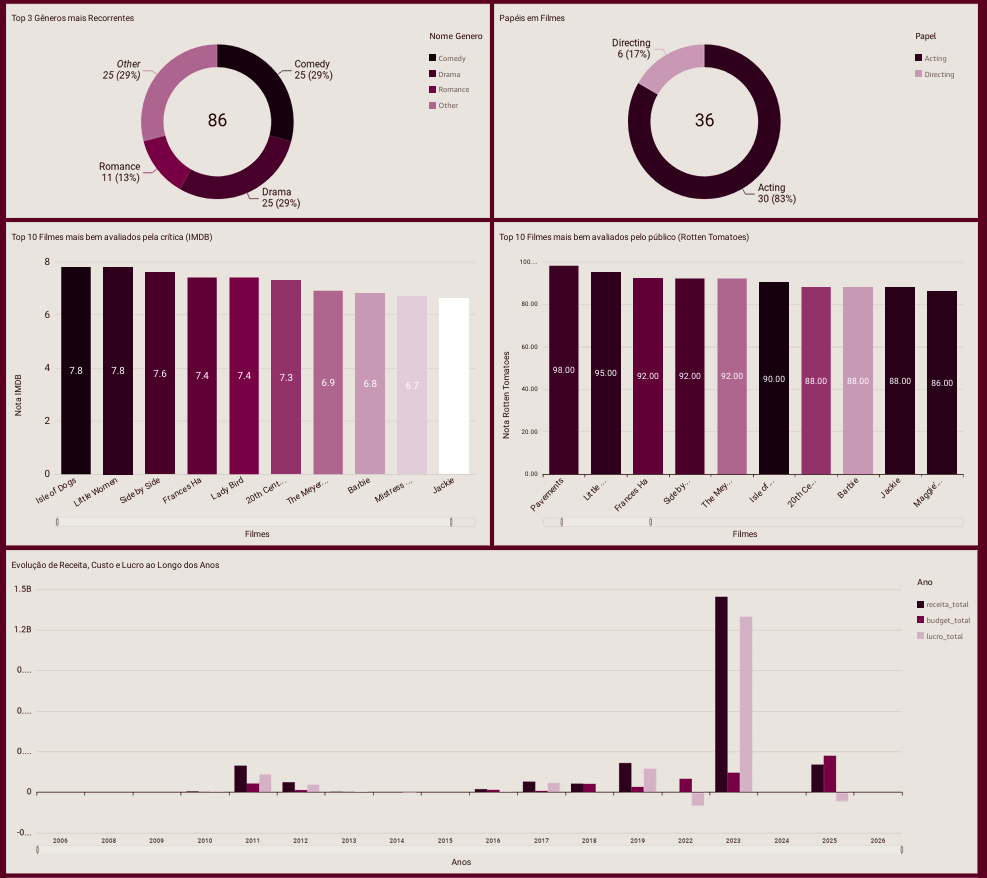 Top 3 Gêneros mais Recorrentes
Nome Genero
Comedy
Drama
Romance
Other
Other
25 (29%)
Comedy
25 (29%)
86
Romance
11 (13%)
Drama
25 (29%)
Papéis em Filmes
Papel
Acting
Directing
Directing
6 (17%)
36
Acting
30 (83%)
Top 10 Filmes mais bem avaliados pela crítica (IMDB)
Nota IMDB
8
6
4
2
0
7.8
7.8
7.6
7.4
7.4
7.3
6.9
6.8
6.7
Isle of Dogs
Little Women
Side by Side
Frances Ha
Lady Bird
20th Cent...
The Meyer...
Barbie
Mistress ...
Jackie
Filmes
Top 10 Filmes mais bem avaliados pelo público (Rotten Tomatoes)
Nota Rotten Tomatoes
100...
80.00
60.00
40.00
20.00
0.00
98.00
95.00
92.00
92.00
92.00
90.00
88.00
88.00
88.00
86.00
Pavements
Little ...
Frances Ha
Side by...
The Mey...
Isle of ...
20th Ce...
Barbie
Jackie
Maggie'...
Filmes
Evolução de Receita, Custo e Lucro ao Longo dos Anos
Ano
receita_total
budget_total
lucro_total
1.5B
1.2B
0....
0....
0....
0
-0...
2006
2008
2009
2010
2011
2012
2013
2014
2015
2016
2017
2018
2019
2022
2023
2024
2025
2026
Anos